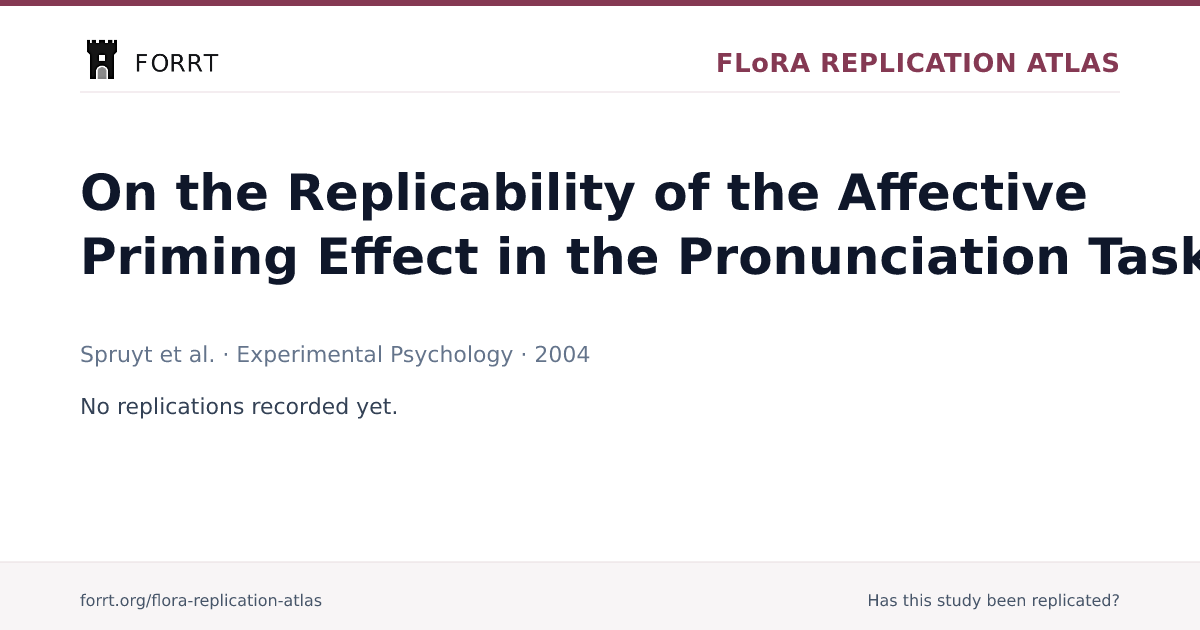 FORRT
FLoRA REPLICATION ATLAS
On the Replicability of the Affective
Priming Effect in the Pronunciation Task
Spruyt et al. · Experimental Psychology · 2004
No replications recorded yet.
forrt.org/flora-replication-atlas
Has this study been replicated?